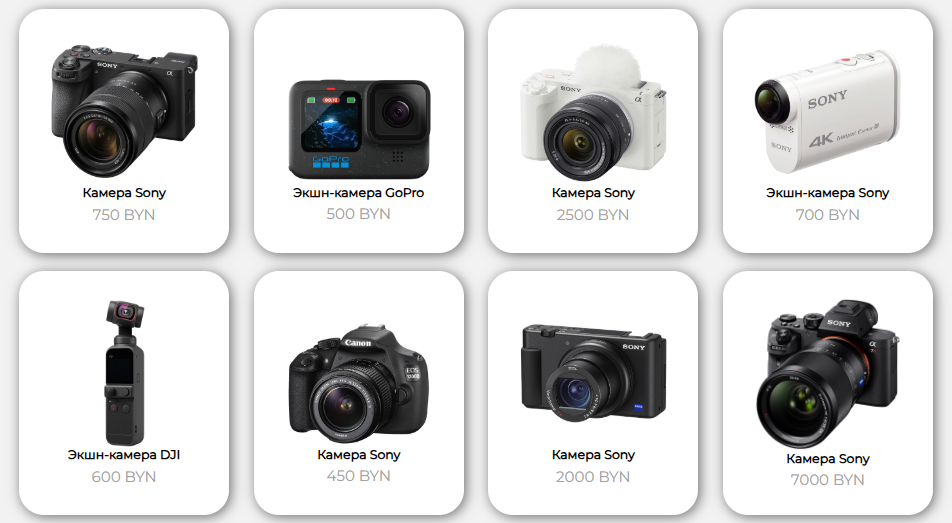 SONY
α
Камера Sony
750 BYN
GoPro
Экшн-камера GoPro
500 BYN
SONY
α
Камера Sony
2500 BYN
SONY
4K
SONY
Экшн-камера Sony
700 BYN
Экшн-камера DJI
600 BYN
Canon
EOS
Камера Sony
450 BYN
SONY
Камера Sony
2000 BYN
SONY
α
Камера Sony
7000 BYN